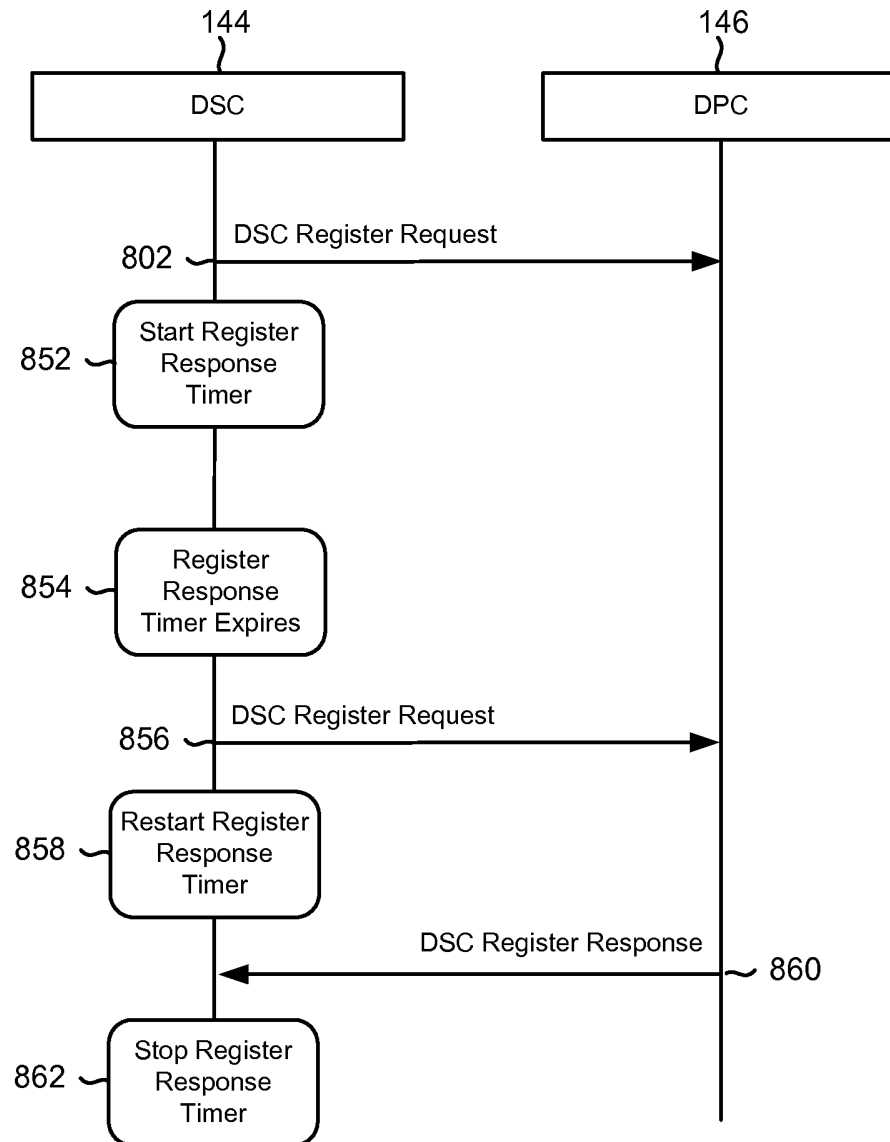 144
146
DSC
DPC
DSC Register Request
802
Start Register
Response
Timer
852
Register
Response
Timer Expires
854
DSC Register Request
856
Restart Register
Response
Timer
858
DSC Register Response
860
Stop Register
Response
Timer
862